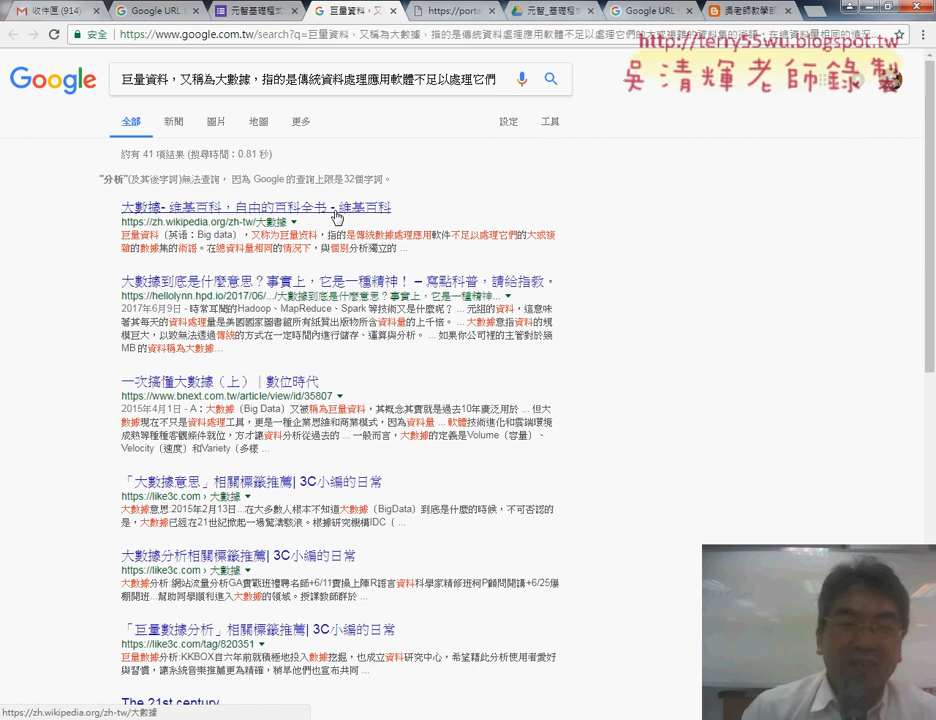 收件匣 (914)
Google URL
元智基礎程
Google URL
巨量資料，又
https://porta
元智_基礎程
Google URL
吳老師教學部
安全 https://www.google.com.tw/search?q=巨量資料，又稱為大數據，指的是傳統資料處理應用軟體不足以處理它們的大或複雜的資料集的術語。在總資料量相同的情況…
http://terry55wu.blogspot.tw
吳清輝老師錄製
Google
巨量資料，又稱為大數據，指的是傳統資料處理應用軟體不足以處理它們
全部 新聞 圖片 地圖 更多 設定 工具
約有 41 項結果 (搜尋時間：0.81 秒)
"分析"(及其後字詞)無法查詢， 因為 Google 的查詢上限是32個字詞。
大數據- 維基百科，自由的百科全书 - 維基百科
https://zh.wikipedia.org/zh-tw/大數據
巨量資料（英语：Big data)，又称为巨量資料，指的是傳統數據處理應用軟件不足以處理它們的大或複
雜的數據集的術語。在總資料量相同的情況下，與個別分析獨立的 ...
大數據到底是什麼意思？事實上，它是一種精神！ – 寫點科普，請給指教。
https://hellolynn.hpd.io/2017/06/.../大數據到底是什麼意思？事實上，它是一種精神...
2017年6月9日 - 時常耳聞的Hadoop、MapReduce、Spark 等技術又是什麼呢？ ... 元組的資料，這意味
著其每天的資料處理量是美國國家圖書館所有紙質出版物所含資料量的上千倍。 ... 大數據意指資料的規
模巨大，以致無法透過傳統的方式在一定時間內進行儲存、運算與分析。 ... 如果你公司裡的主管對於幾
MB 的資料稱為大數據...
一次搞懂大數據（上）｜數位時代
https://www.bnext.com.tw/article/view/id/35807
2015年4月1日 - A：大數據（Big Data）又被稱為巨量資料，其概念其實就是過去10年廣泛用於 ... 但大
數據現在不只是資料處理工具，更是一種企業思維和商業模式，因為資料量 ... 軟體技術進化和雲端環境
成熟等種種客觀條件就位，方才讓資料分析從過去的 ... 一般而言，大數據的定義是Volume（容量）、
Velocity（速度）和Variety（多樣 ...
「大數據意思」相關標籤推薦| 3C小編的日常
https://like3c.com › 大數據
大數據意思:2015年2月13日...在大多數人根本不知道大數據（BigData）到底是什麼的時候，不可否認的
是，大數據已經在21世紀掀起一場驚濤駭浪。根據研究機構IDC（ ...
大數據分析相關標籤推薦| 3C小編的日常
https://like3c.com › 大數據
大數據分析:網站流量分析GA實戰班禮聘名師+6/11實操上陣R語言資料科學家精修班柯P顧問開講+6/25爆
棚開班...幫助同學順利進入大數據的領域。授謀教師群於 ...
「巨量數據分析」相關標籤推薦| 3C小編的日常
https://like3c.com/tag/820351
巨量數據分析:KKBOX自六年前就積極地投入數據挖掘，也成立資料研究中心，希望藉此分析使用者愛好
與習慣，讓系統音樂推薦更為精確，稍早他們也宣布共同 ...
The 21st century
https://zh.wikipedia.org/zh-tw/大數據